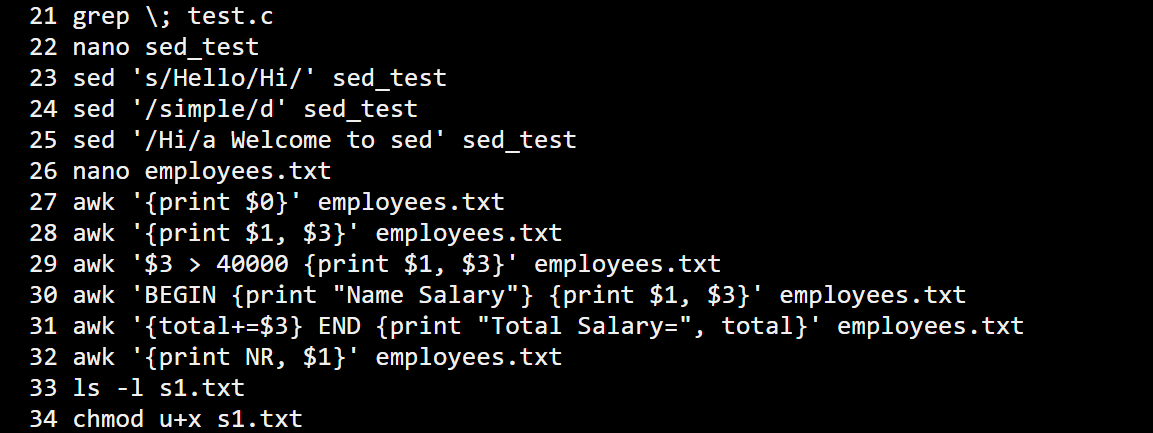 21 grep \; test.c
22 nano sed_test
23 sed 's/Hello/Hi/' sed_test
24 sed '/simple/d' sed_test
25 sed '/Hi/a Welcome to sed' sed_test
26 nano employees.txt
27 awk '{print $0}' employees.txt
28 awk '{print $1, $3}' employees.txt
29 awk '$3 > 40000 {print $1, $3}' employees.txt
30 awk 'BEGIN {print "Name Salary"} {print $1, $3}' employees.txt
31 awk '{total+=$3} END {print "Total Salary=", total}' employees.txt
32 awk '{print NR, $1}' employees.txt
33 ls -l s1.txt
34 chmod u+x s1.txt